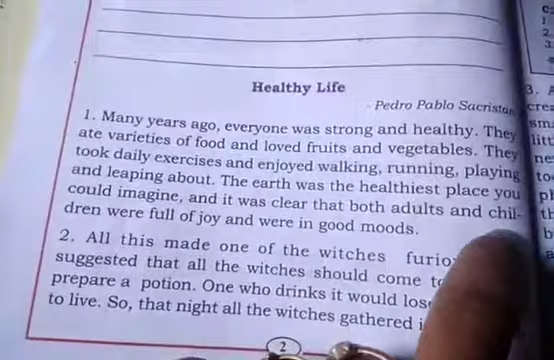 Healthy Life
- Pedro Pablo Sacristan
1. Many years ago, everyone was strong and healthy. They
ate varieties of food and loved fruits and vegetables. They
took daily exercises and enjoyed walking, running, playing
and leaping about. The earth was the healthiest place you
could imagine, and it was clear that both adults and chil-
dren were full of joy and were in good moods.
2. All this made one of the witches
suggested that all the witches should come
prepare a potion. One who drinks it would
to live. So, that night all the witches gathered
2
3.